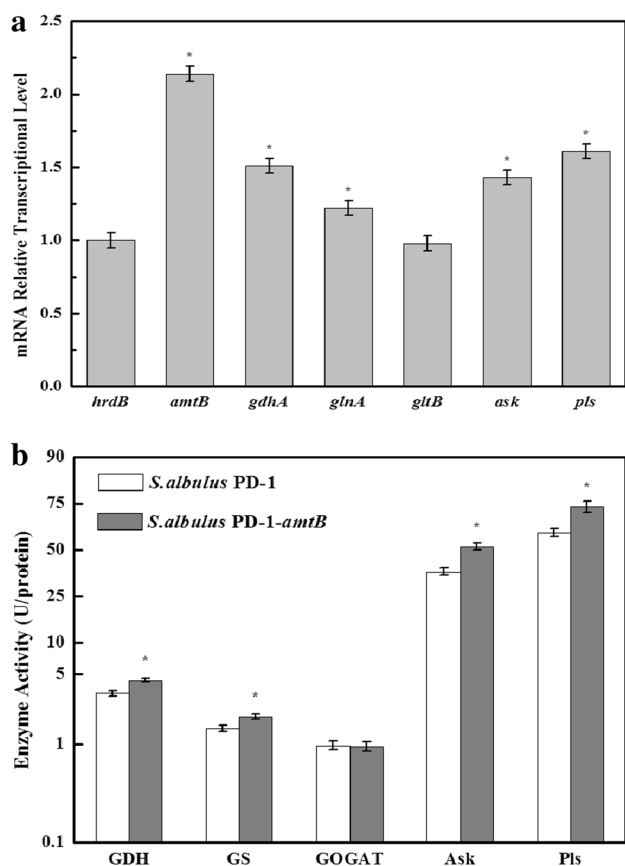 a
mRNA Relative Transcriptional Level
2.5
2.0
1.5
1.0
0.5
0.0
*
*
*
*
*
hrdB amtB gdhA glnA gltB ask pls
b
Enzyme Activity (U/protein)
90
75
50
25
10
5
1
0.1
S.albulus PD-1
S.albulus PD-1-amtB
*
*
*
*
GDH GS GOGAT Ask Pls